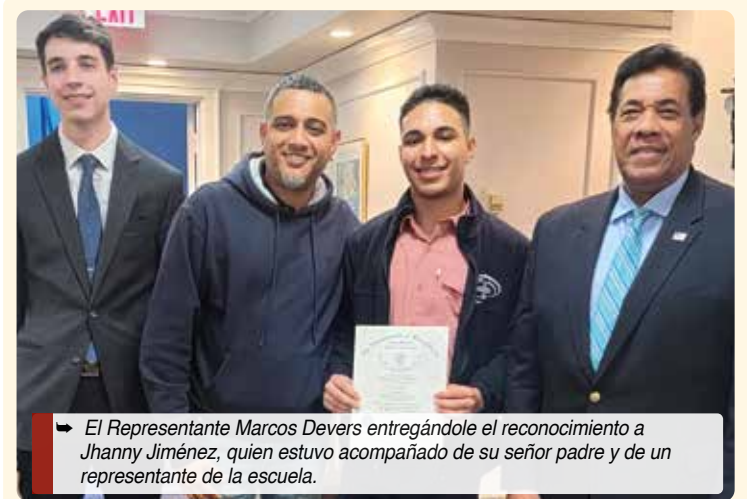 EXIT
➥ El Representante Marcos Devers entregándole el reconocimiento a
Jhanny Jiménez, quien estuvo acompañado de su señor padre y de un
representante de la escuela.